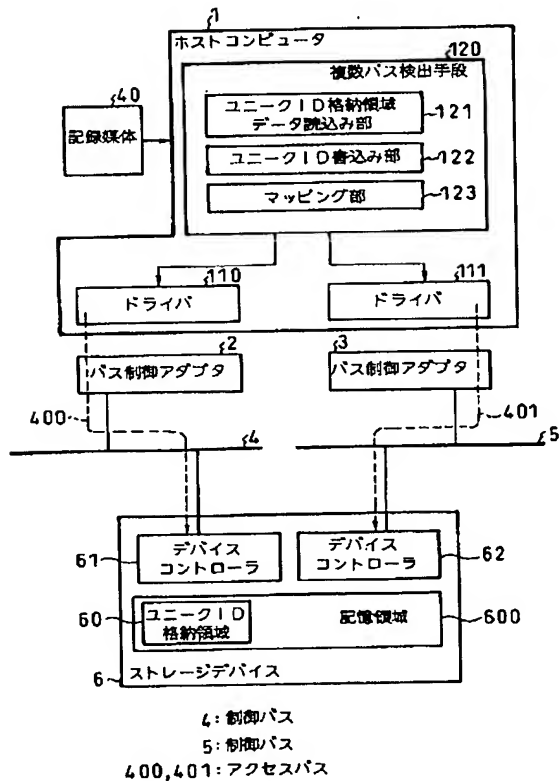 1
ホストコンピュータ
120
複数パス検出手段
40
記録媒体
ユニークID格納領域
データ読込み部
121
ユニークID書込み部
122
マッピング部
123
110
ドライバ
111
ドライバ
2
バス制御アダプタ
3
バス制御アダプタ
400
401
4
5
61
デバイス
コントローラ
デバイス
コントローラ
62
60
ユニークID
格納領域
記憶領域
600
6
ストレージデバイス
4:制御バス
5:制御バス
400,401:アクセスパス